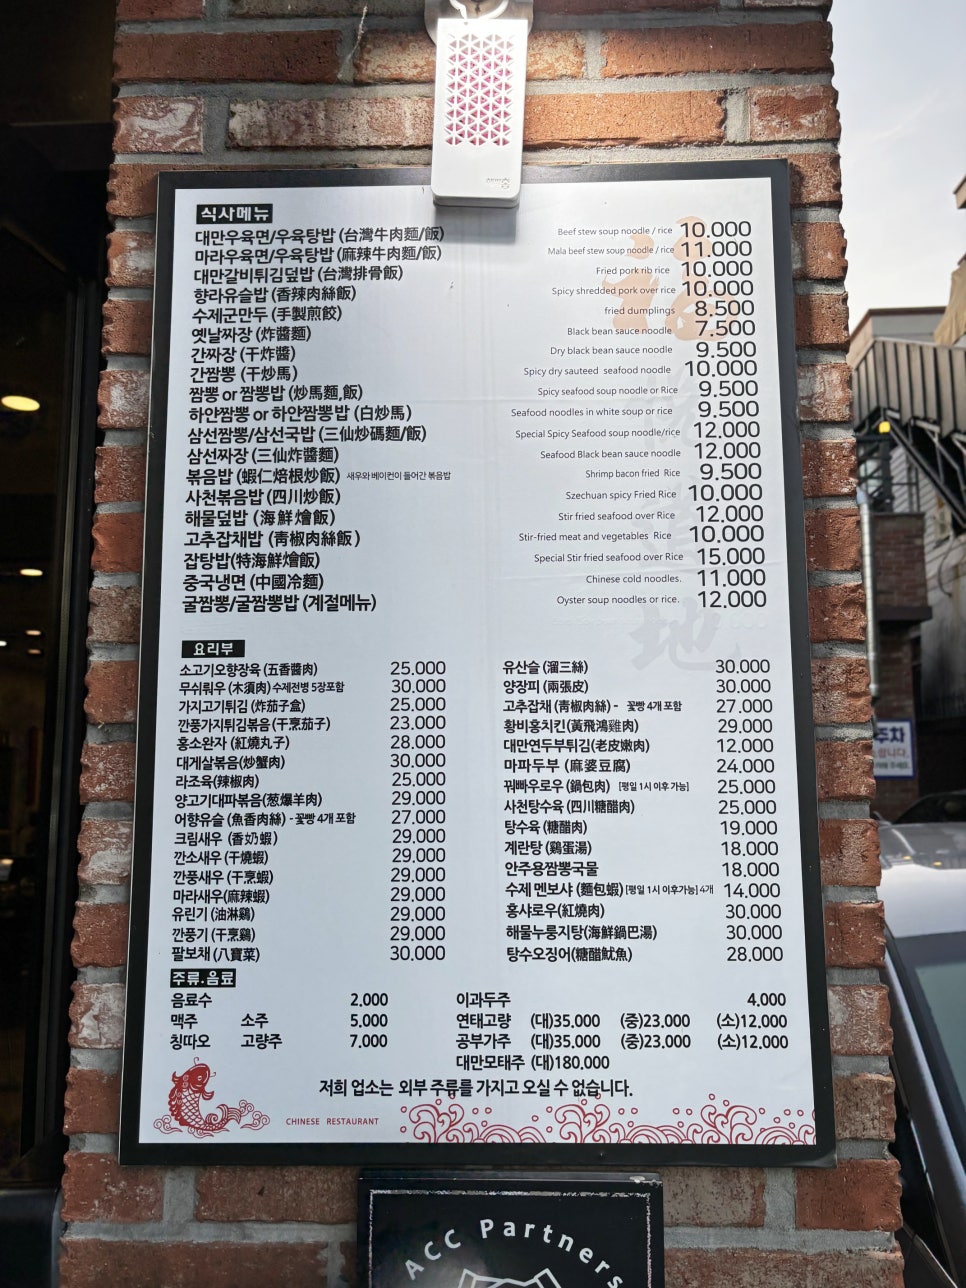 식사메뉴
대만우육면/우육탕밥 (台灣牛肉麵/飯) Beef stew soup noodle / rice 10.000
마라우육면/우육탕밥 (麻辣牛肉麵/飯) Mala beef stew soup noodle / rice 11.000
대만갈비튀김덮밥 (台灣排骨飯) Fried pork rib rice 10.000
향라유슬밥 (香辣肉絲飯) Spicy shredded pork over rice 10.000
수제군만두 (手製煎餃) fried dumplings 8.500
옛날짜장 (炸醬麵) Black bean sauce noodle 7.500
간짜장 (干炸醬) Dry black bean sauce noodle 9.500
간짬뽕 (干炒馬) Spicy dry sauteed seafood noodle 10.000
짬뽕 or 짬뽕밥 (炒馬麵,飯) Spicy seafood soup noodle or Rice 9.500
하얀짬뽕 or 하얀짬뽕밥 (白炒馬) Seafood noodles in white soup or rice 9.500
삼선짬뽕/삼선국밥 (三仙炒碼麵/飯) Special Spicy Seafood soup noodle/rice 12.000
삼선짜장 (三仙炸醬麵) Seafood Black bean sauce noodle 12.000
볶음밥 (蝦仁焙根炒飯) 새우와 베이컨이 들어간 볶음밥 Shrimp bacon fried Rice 9.500
사천볶음밥 (四川炒飯) Szechuan spicy Fried Rice 10.000
해물덮밥 (海鮮燴飯) Stir fried seafood over Rice 12.000
고추잡채밥 (靑椒肉絲飯) Stir-fried meat and vegetables Rice 10.000
잡탕밥(特海鮮燴飯) Special Stir fried seafood over Rice 15.000
중국냉면 (中國冷麵) Chinese cold noodles. 11.000
굴짬뽕/굴짬뽕밥 (계절메뉴) Oyster soup noodles or rice. 12.000
福
地
요리부
소고기오향장육 (五香醬肉) 25.000
무쉬뤄우 (木須肉)수제전병 5장포함 30.000
가지고기튀김 (炸茄子盒) 25.000
깐풍가지튀김볶음(干烹茄子) 23.000
홍소완자 (紅燒丸子) 28.000
대게살볶음(炒蟹肉) 30.000
라조육(辣椒肉) 25.000
양고기대파볶음(葱爆羊肉) 29.000
어향유슬 (魚香肉絲) - 꽃빵 4개 포함 27.000
크림새우 (香奶蝦) 29.000
깐소새우 (干燒蝦) 29.000
깐풍새우 (干烹蝦) 29.000
마라새우(麻辣蝦) 29.000
유린기 (油淋鷄) 29.000
깐풍기 (干烹鷄) 29.000
팔보채 (八寶菜) 30.000
유산슬 (溜三絲) 30.000
양장피 (兩張皮) 30.000
고추잡채 (靑椒肉絲) - 꽃빵 4개 포함 27.000
황비홍치킨(黃飛鴻雞肉) 29.000
대만연두부튀김(老皮嫩肉) 12.000
마파두부 (麻婆豆腐) 24.000
꿔빠우로우 (鍋包肉) [평일 1시 이후 가능] 25.000
사천탕수육 (四川糖醋肉) 25.000
탕수육 (糖醋肉) 19.000
계란탕 (鷄蛋湯) 18.000
안주용짬뽕국물 18.000
수제 멘보샤 (麵包蝦) [평일 1시 이후가능] 4개 14.000
홍샤로우(紅燒肉) 30.000
해물누룽지탕(海鮮鍋巴湯) 30.000
탕수오징어(糖醋魷魚) 28.000
주류.음료
음료수 2.000
맥주 소주 5.000
칭따오 고량주 7.000
이과두주 4,000
연태고량 (대)35.000 (중)23,000 (소)12,000
공부가주 (대)35.000 (중)23,000 (소)12,000
대만모태주 (대)180.000
저희 업소는 외부 주류를 가지고 오실 수 없습니다.
CHINESE RESTAURANT
ACC Partners
주차